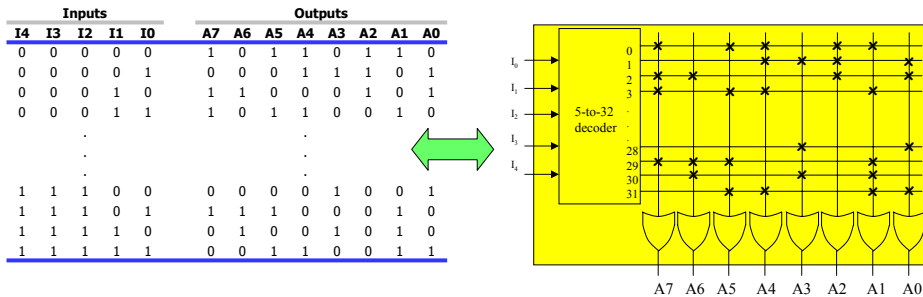 Inputs Outputs
I4 I3 I2 I1 I0 A7 A6 A5 A4 A3 A2 A1 A0
0 0 0 0 0 1 0 1 1 0 1 1 0
0 0 0 0 1 0 0 0 1 1 1 0 1
0 0 0 1 0 1 1 0 0 0 1 0 1
0 0 0 1 1 1 0 1 1 0 0 1 0
. .
. .
. .
1 1 1 0 0 0 0 0 0 1 0 0 1
1 1 1 0 1 1 1 1 0 0 0 1 0
1 1 1 1 0 0 1 0 0 1 0 1 0
1 1 1 1 1 0 0 1 1 0 0 1 1
I0
I1
I2
I3
I4
5-to-32
decoder
0
1
2
3
.
.
.
28
29
30
31
A7 A6 A5 A4 A3 A2 A1 A0